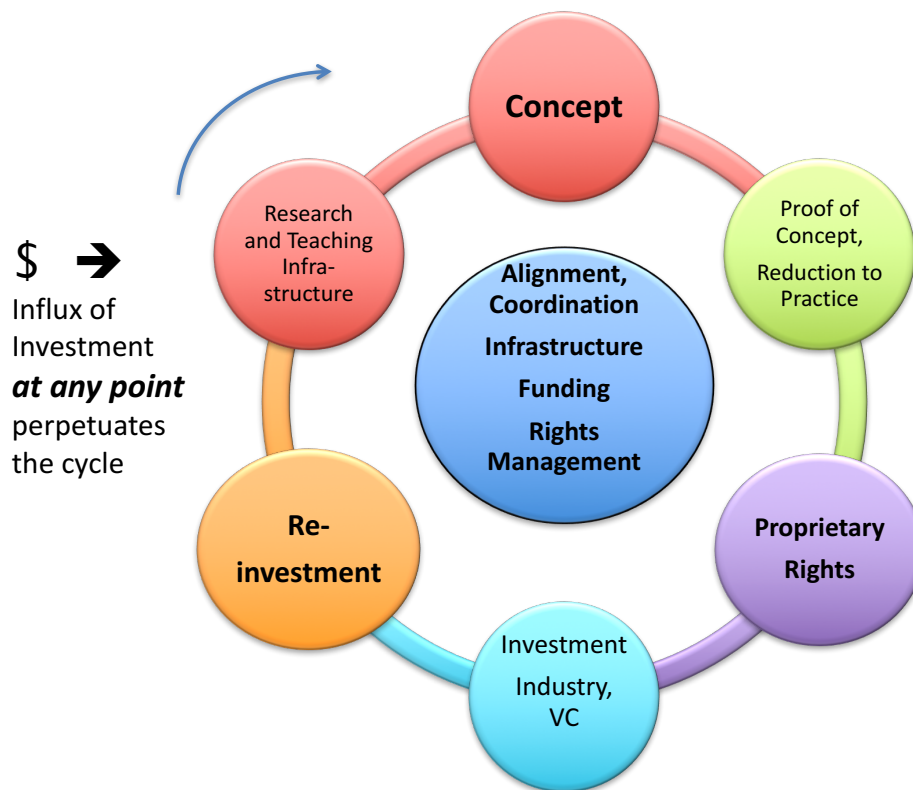 Concept
Research
and Teaching
Infra-
structure
Proof of
Concept,
Reduction to
Practice
$ ➔
Influx of
Investment
at any point
perpetuates
the cycle
Alignment,
Coordination
Infrastructure
Funding
Rights
Management
Re-
investment
Proprietary
Rights
Investment
Industry,
VC